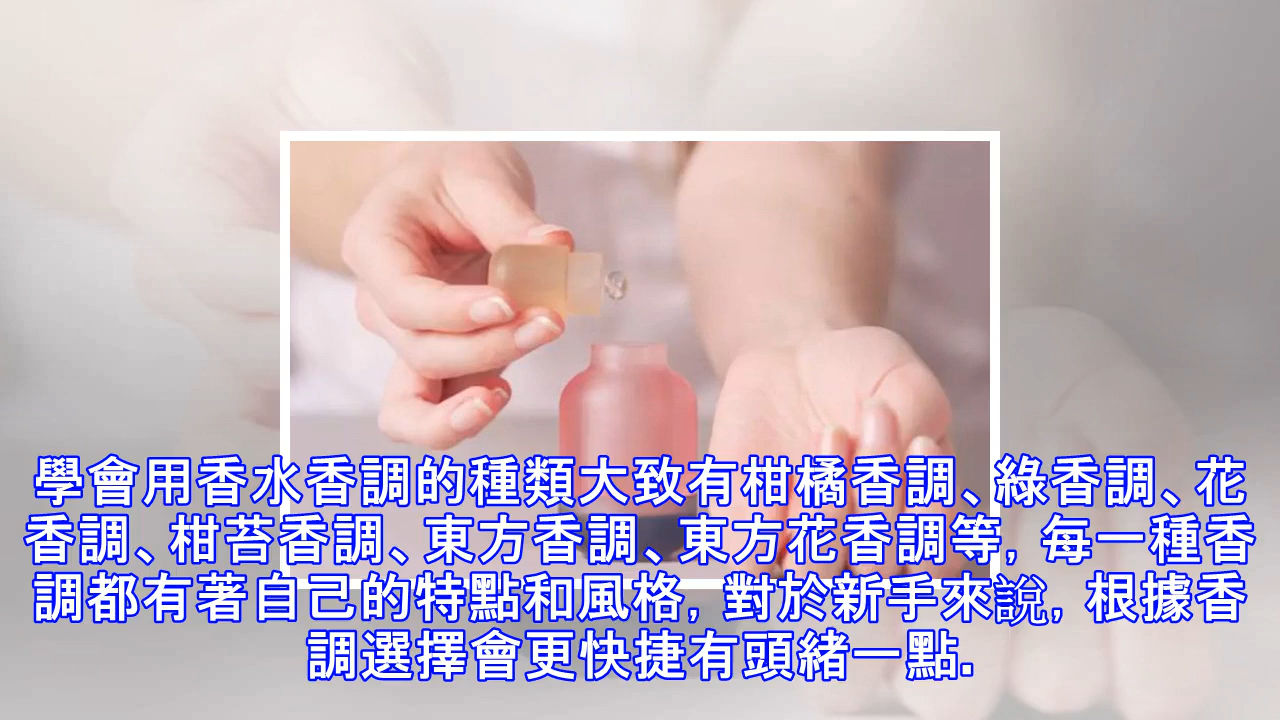 學會用香水香調的種類大致有柑橘香調、綠香調、花
香調、柑苔香調、東方香調、東方花香調等, 每一種香
調都有著自己的特點和風格, 對於新手來說, 根據香
調選擇會更快捷有頭緒一點.